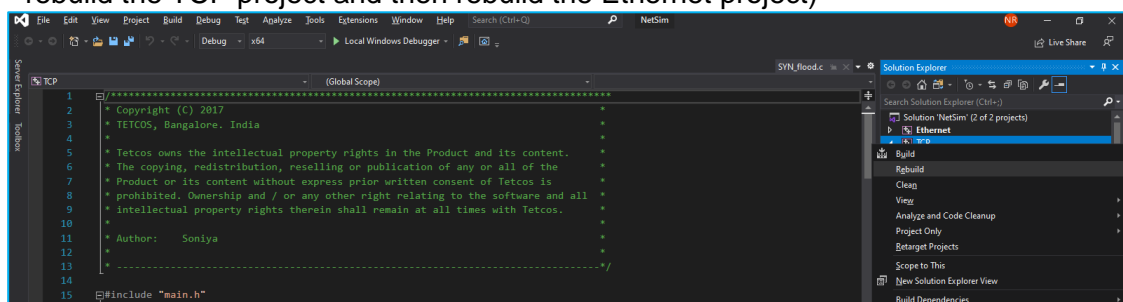 rebuild the TCP project and then rebuild the Ethernet project)
File Edit View Project Build Debug Test Analyze Tools Extensions Window Help Search (Ctrl+Q) NetSim NR
Debug x64 Local Windows Debugger Live Share
Server Explorer
Toolbox
SYN_flood.c
TCP (Global Scope)
1 /******************************************************************************
2 * Copyright (C) 2017 *
3 * TETCOS, Bangalore. India *
4 * *
5 * Tetcos owns the intellectual property rights in the Product and its content. *
6 * The copying, redistribution, reselling or publication of any or all of the *
7 * Product or its content without express prior written consent of Tetcos is *
8 * prohibited. Ownership and / or any other right relating to the software and all *
9 * intellectual property rights therein shall remain at all times with Tetcos. *
10 * *
11 * Author: Soniya *
12 * *
13 * ---------------------------------------------------------------------------*/
14
15 #include "main.h"
Solution Explorer
Search Solution Explorer (Ctrl+;)
Solution 'NetSim' (2 of 2 projects)
Ethernet
TCP
Build
Rebuild
Clean
View
Analyze and Code Cleanup
Project Only
Retarget Projects
Scope to This
New Solution Explorer View
Build Dependencies